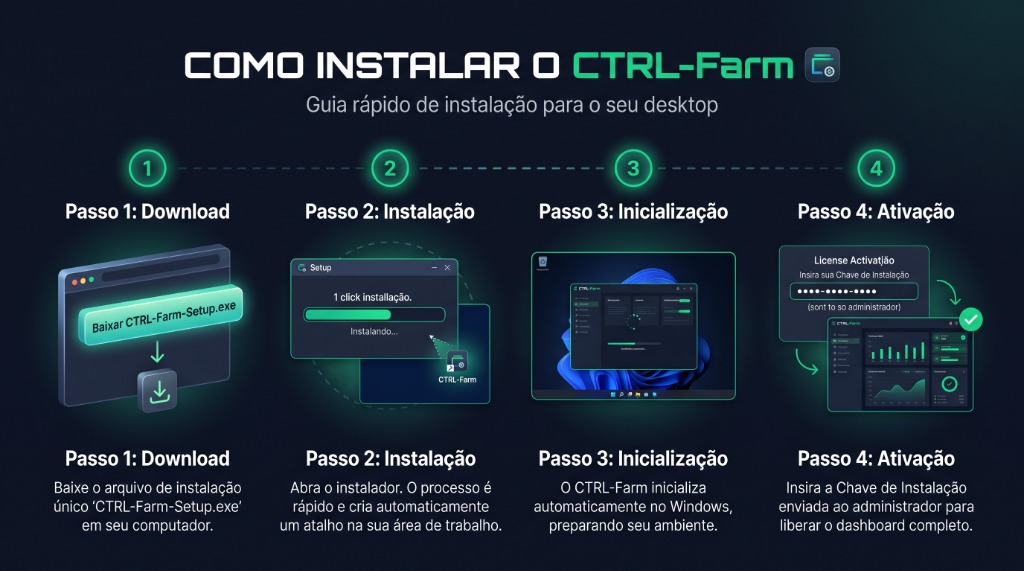 COMO INSTALAR O CTRL-Farm
Guia rápido de instalação para o seu desktop
1
2
3
4
Passo 1: Download
Passo 2: Instalação
Passo 3: Inicialização
Passo 4: Ativação
Baixar CTRL-Farm-Setup.exe
Setup
1 click installação.
Instalando...
CTRL-Farm
CTRL-Farm
License Activatjão
Insira sua Chave de Instalação
(sont to so administrador)
CTRL-Farm
Passo 1: Download
Baixe o arquivo de instalação
único 'CTRL-Farm-Setup.exe'
em seu computador.
Passo 2: Instalação
Abra o instalador. O processo é
rápido e cria automaticamente
um atalho na sua área de trabalho.
Passo 3: Inicialização
O CTRL-Farm inicializa
automaticamente no Windows,
preparando seu ambiente.
Passo 4: Ativação
Insira a Chave de Instalação
enviada ao administrador para
liberar o dashboard completo.